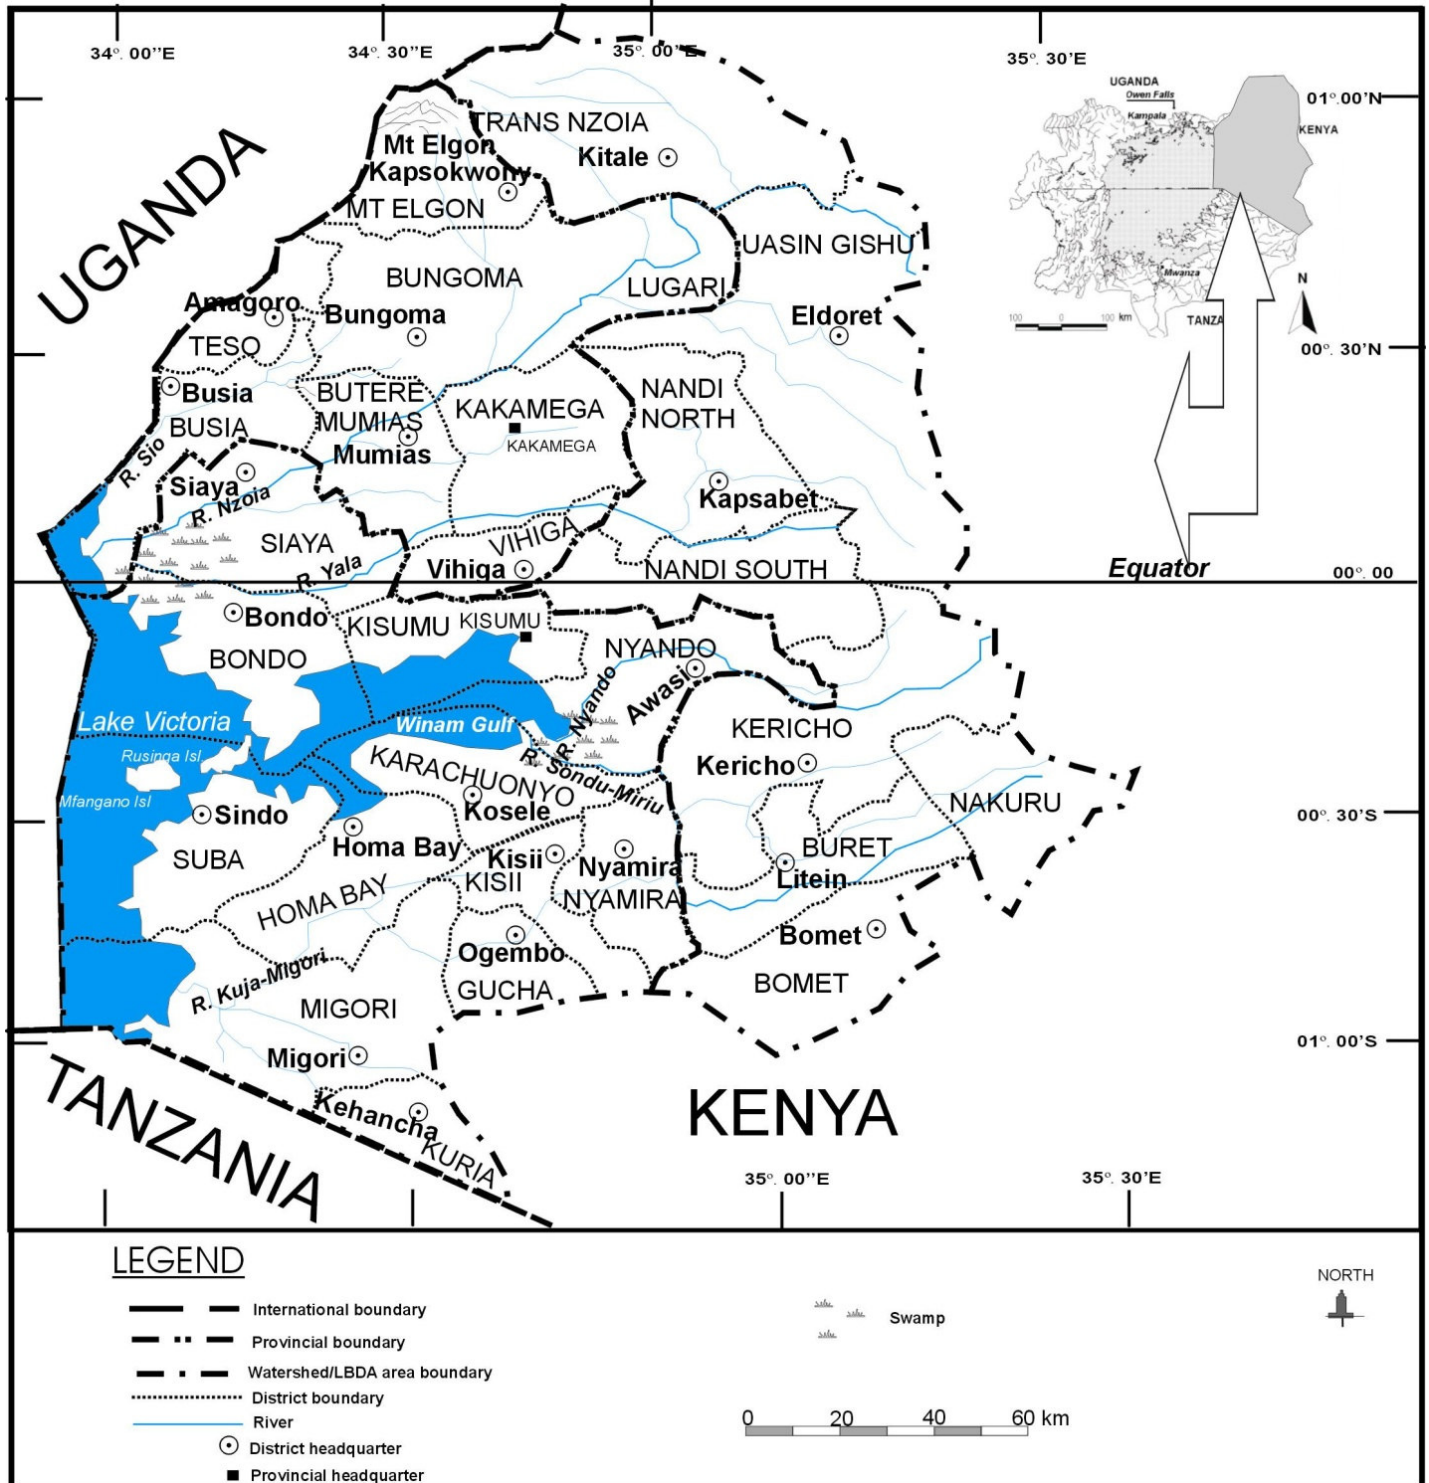 34°. 00''E
34°. 30''E
35°. 00'E
35°. 30'E
UGANDA
Owen Falls
Kampala
KENYA
Mwanza
TANZA
N
100 0 100 km
01°.00'N
00°. 30'N
00°. 00
00°. 30'S
01°. 00'S
Equator
UGANDA
TRANS NZOIA
Kitale
Mt Elgon
Kapsokwony
MT ELGON
UASIN GISHU
BUNGOMA
LUGARI
Amagoro
Bungoma
Eldoret
TESO
Busia
BUSIA
BUTERE
MUMIAS
Mumias
KAKAMEGA
KAKAMEGA
NANDI
NORTH
R. Sio
Siaya
R. Nzoia
Kapsabet
SIAYA
VIHIGA
R. Yala
Vihiga
NANDI SOUTH
Bondo
KISUMU
KISUMU
BONDO
NYANDO
R. Nyando
Awasi
Lake Victoria
Winam Gulf
KERICHO
Rusinga Isl.
KARACHUONYO
R. Sondu-Miriu
Kericho
Mfangano Isl
Sindo
Kosele
NAKURU
Homa Bay
SUBA
Kisii
Nyamira
BURET
Litein
KISII
NYAMIRA
HOMA BAY
Ogembo
Bomet
GUCHA
BOMET
R. Kuja-Migori
MIGORI
Migori
Kehancha
KURIA
TANZANIA
KENYA
35°. 00''E
35°. 30'E
LEGEND
International boundary
Provincial boundary
Watershed/LBDA area boundary
District boundary
River
District headquarter
Provincial headquarter
Swamp
NORTH
0 20 40 60 km